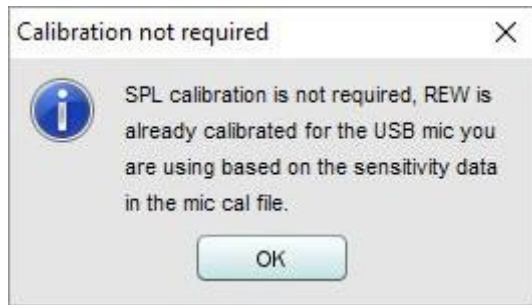 Calibration not required
SPL calibration is not required, REW is
already calibrated for the USB mic you
are using based on the sensitivity data
in the mic cal file.
OK